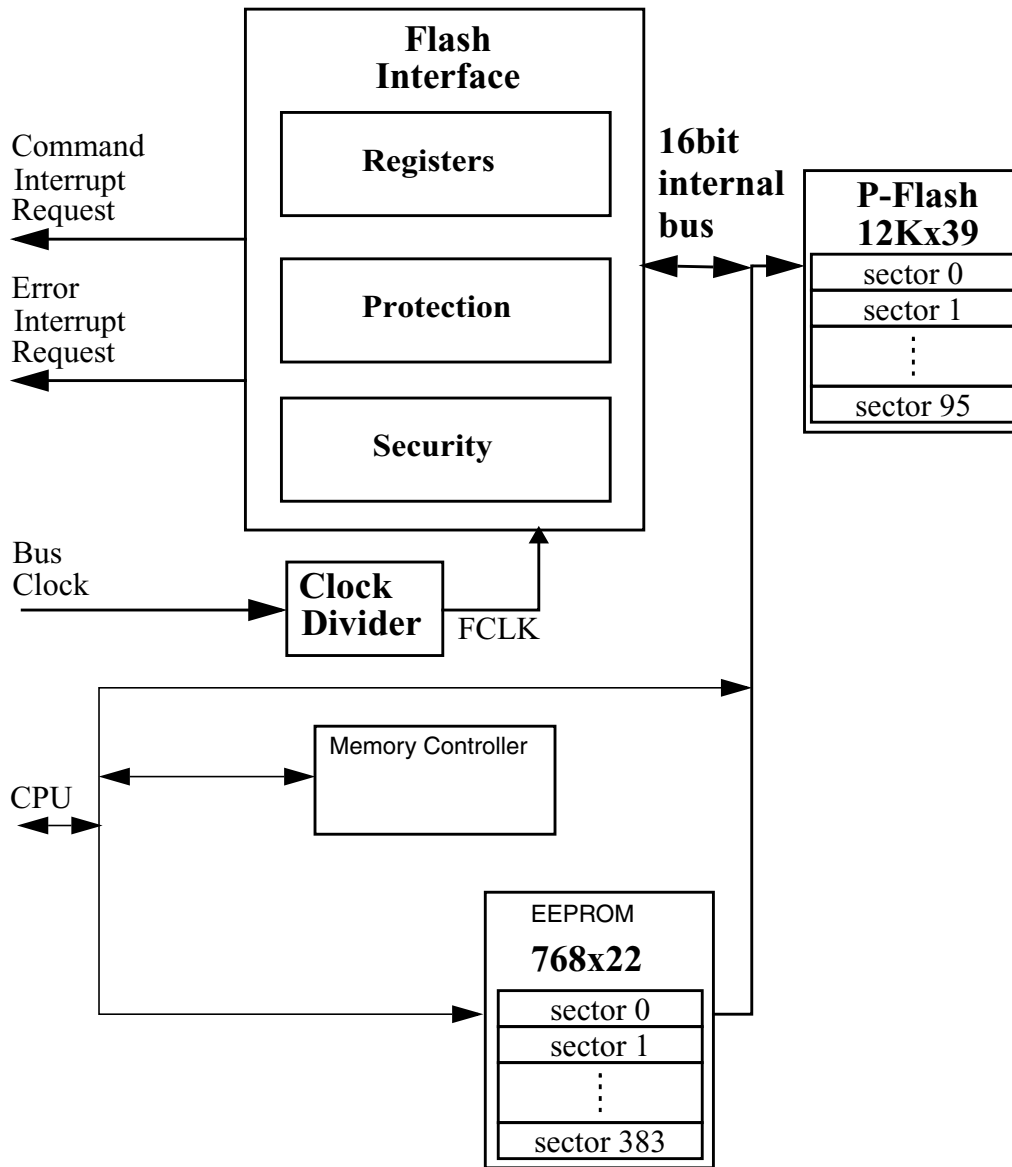 Flash
Interface
Registers
Protection
Security
Command
Interrupt
Request
Error
Interrupt
Request
16bit
internal
bus
P-Flash
12Kx39
sector 0
sector 1
sector 95
Bus
Clock
Clock
Divider
FCLK
Memory Controller
CPU
EEPROM
768x22
sector 0
sector 1
sector 383